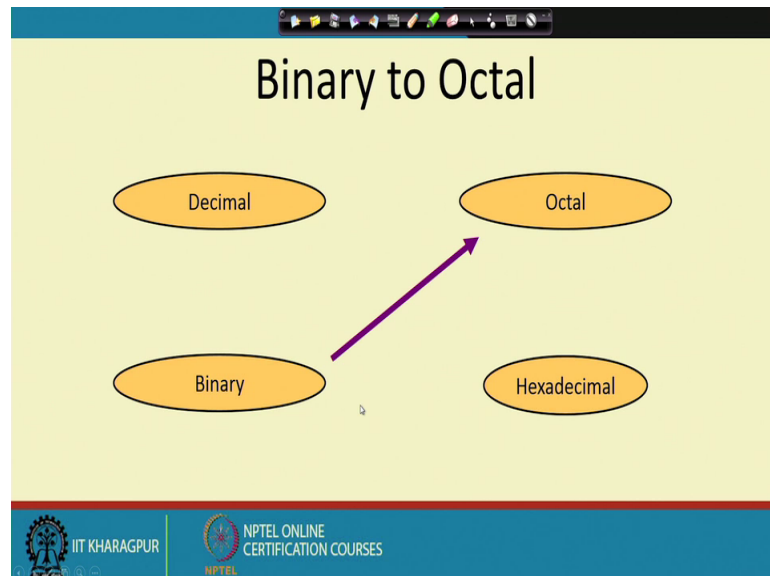 Binary to Octal
Decimal
Octal
Binary
Hexadecimal
IIT KHARAGPUR
NPTEL ONLINE
CERTIFICATION COURSES
NPTEL